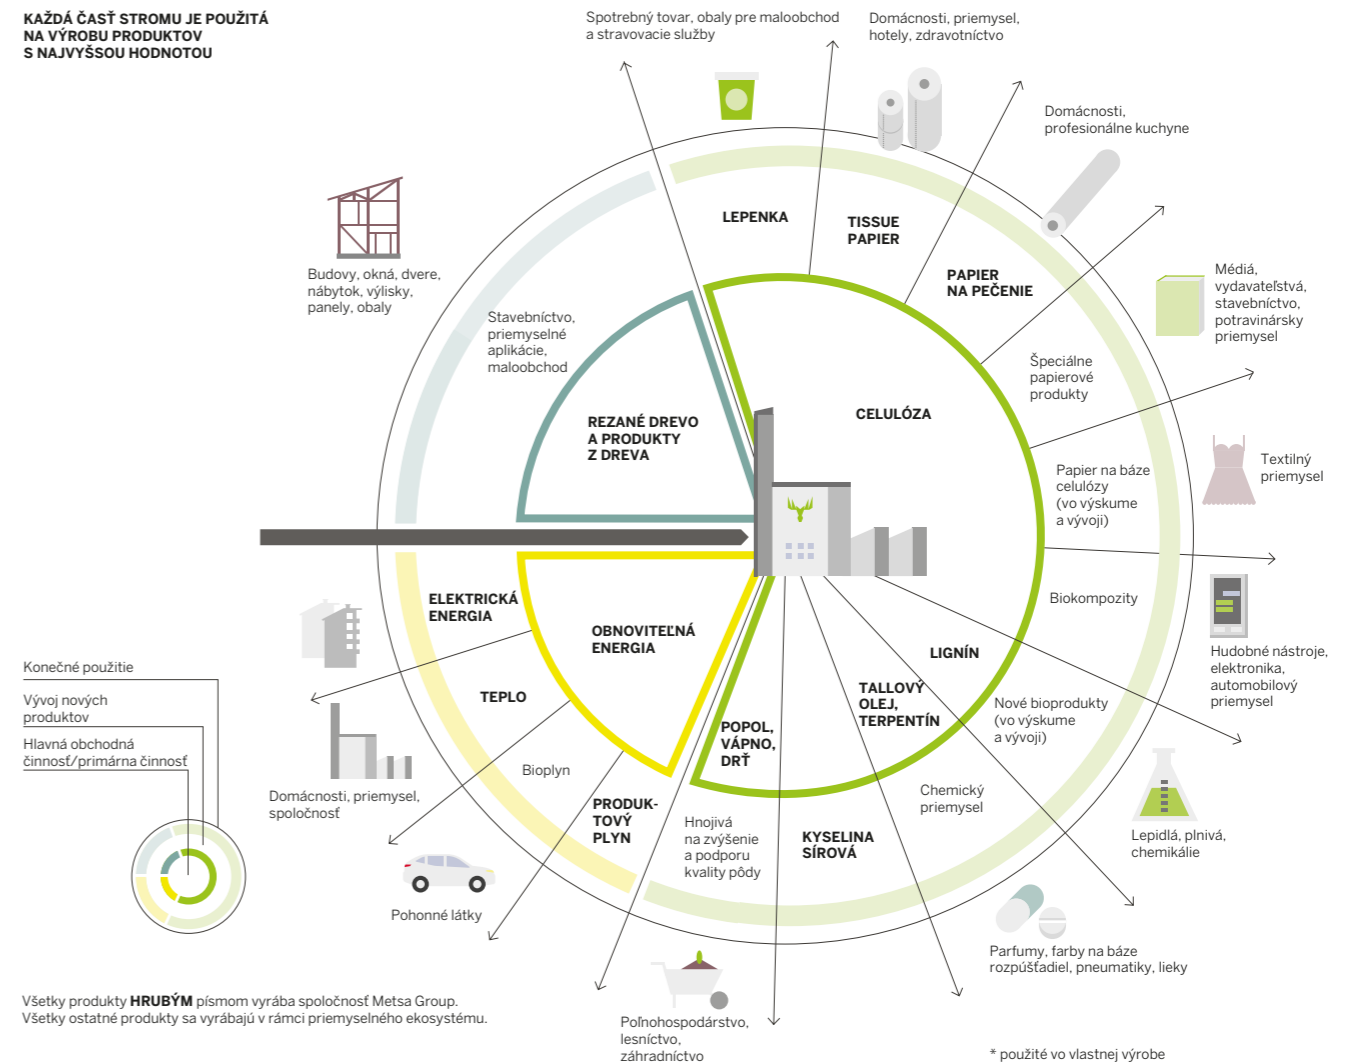 KAŽDÁ ČASŤ STROMU JE POUŽITÁ
NA VÝROBU PRODUKTOV
S NAJVYŠSOU HODNOTOU
Spotrebný tovar, obaly pre maloobchod
a stravovacie služby
Domácnosti, priemysel,
hotely, zdravotníctvo
Domácnosti,
profesionálne kuchyne
LEPENKA
TISSUE
PAPIER
PAPIER
NA PEČENIE
Budovy, okná, dvere,
nábytok, výlisky,
panely, obaly
Stavebníctvo,
priemyselné
aplikácie,
maloobchod
Médiá,
vydavateľstvá,
stavebníctvo,
potravinársky
priemysel
Špeciálne
papierové
produkty
CELULÓZA
REZANÉ DREVO
A PRODUKTY
Z DREVA
Textilný
priemysel
Papier na báze
celulózy
(vo výskume
a vývoji)
ELEKTRICKÁ
ENERGIA
OBNOVITEĽNÁ
ENERGIA
Biokompozity
LIGNÍN
Hudobné nástroje,
elektronika,
automobilový
priemysel
TEPLO
TALLOVÝ
OLEJ,
TERPENTÍN
Nové bioprodukty
(vo výskume
a vývoji)
POPOL,
VÁPNO,
DRŤ
Bioplyn
Domácnosti, priemysel,
spoločnosť
PRODUK-
TOVÝ
PLYN
Chemický
priemysel
Hnojivá
na zvýšenie
a podporu
kvality pôdy
KYSELINA
SÍROVÁ
Lepidlá, plnivá,
chemikálie
Pohonné látky
Parfumy, farby na báze
rozpúšťadiel, pneumatiky, lieky
Poľnohospodárstvo,
lesníctvo,
záhradníctvo
Konečné použitie
Vývoj nových
produktov
Hlavná obchodná
činnosť/primárna činnosť
Všetky produkty HRUBÝM písmom vyrába spoločnosť Metsa Group.
Všetky ostatné produkty sa vyrábajú v rámci priemyselného ekosystému.
* použité vo vlastnej výrobe